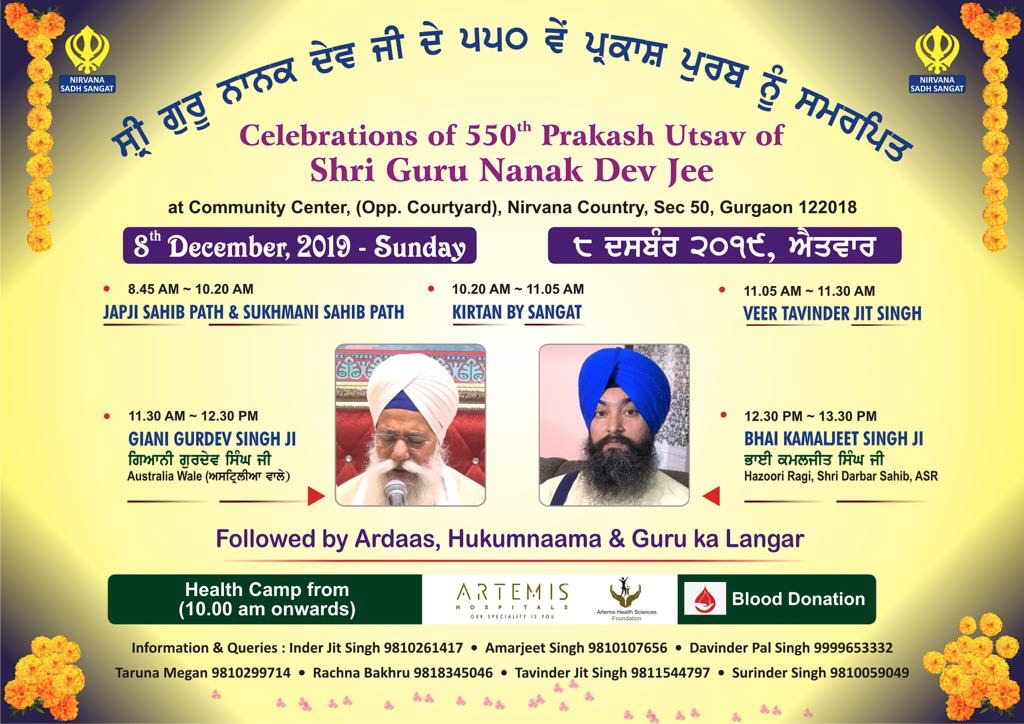 ਸ੍ਰੀ ਗੁਰੂ ਨਾਨਕ ਦੇਵ ਜੀ ਦੇ ੫੫੦ ਵੇਂ ਪ੍ਰਕਾਸ਼ ਪੁਰਬ ਨੂੰ ਸਮਰਪਿਤ
NIRVANA
SADH SANGAT
NIRVANA
SADH SANGAT
Celebrations of 550th Prakash Utsav of
Shri Guru Nanak Dev Jee
at Community Center, (Opp. Courtyard), Nirvana Country, Sec 50, Gurgaon 122018
8th December, 2019 - Sunday
੮ ਦਸਬੰਰ ੨੦੧੯, ਐਤਵਾਰ
• 8.45 AM ~ 10.20 AM
JAPJI SAHIB PATH & SUKHMANI SAHIB PATH
• 10.20 AM ~ 11.05 AM
KIRTAN BY SANGAT
• 11.05 AM ~ 11.30 AM
VEER TAVINDER JIT SINGH
• 11.30 AM ~ 12.30 PM
GIANI GURDEV SINGH JI
ਗਿਆਨੀ ਗੁਰਦੇਵ ਸਿੰਘ ਜੀ
Australia Wale (ਅਸਟ੍ਰਿਲੀਆ ਵਾਲੇ)
• 12.30 PM ~ 13.30 PM
BHAI KAMALJEET SINGH JI
ਭਾਈ ਕਮਲਜੀਤ ਸਿੰਘ ਜੀ
Hazoori Ragi, Shri Darbar Sahib, ASR
Followed by Ardaas, Hukumnaama & Guru ka Langar
Health Camp from
(10.00 am onwards)
ARTEMIS
HOSPITALS
OUR SPECIALITY IS YOU
Artemis Health Sciences
Foundation
Blood Donation
Information & Queries : Inder Jit Singh 9810261417 • Amarjeet Singh 9810107656 • Davinder Pal Singh 9999653332
Taruna Megan 9810299714 • Rachna Bakhru 9818345046 • Tavinder Jit Singh 9811544797 • Surinder Singh 9810059049